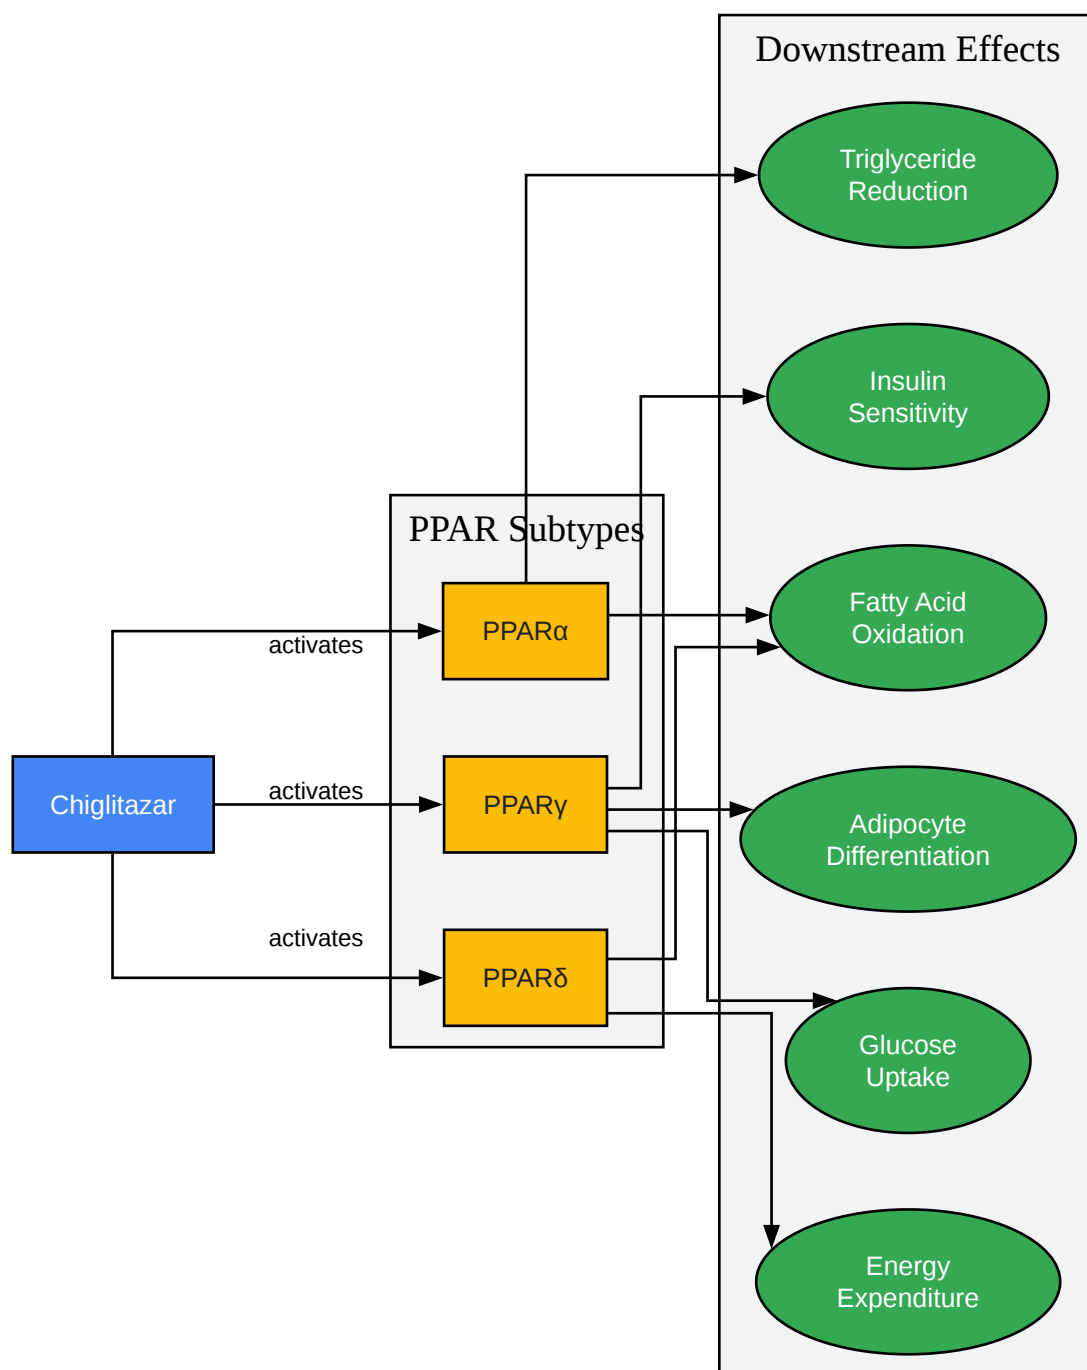 Downstream Effects
Triglyceride
Reduction
Insulin
Sensitivity
PPAR Subtypes
Fatty Acid
Oxidation
PPARα
activates
Chiglitazar
activates
PPARγ
Adipocyte
Differentiation
activates
PPARδ
Glucose
Uptake
Energy
Expenditure